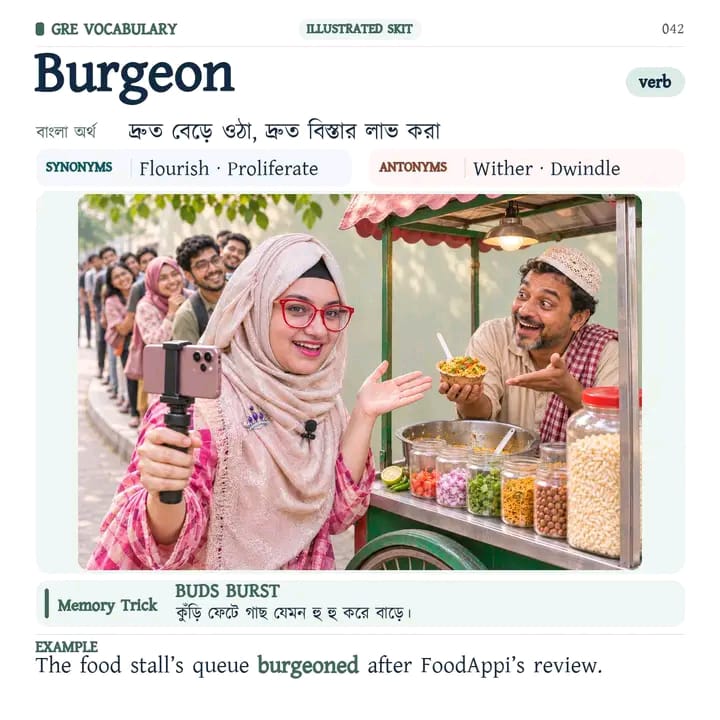 GRE VOCABULARY
ILLUSTRATED SKIT
042
Burgeon
verb
বাংলা অর্থ দ্রুত বেড়ে ওঠা, দ্রুত বিস্তার লাভ করা
SYNONYMS Flourish · Proliferate
ANTONYMS Wither · Dwindle
Memory Trick
BUDS BURST
কুঁড়ি ফেটে গাছ যেমন হু হু করে বাড়ে।
EXAMPLE
The food stall’s queue burgeoned after FoodAppi’s review.